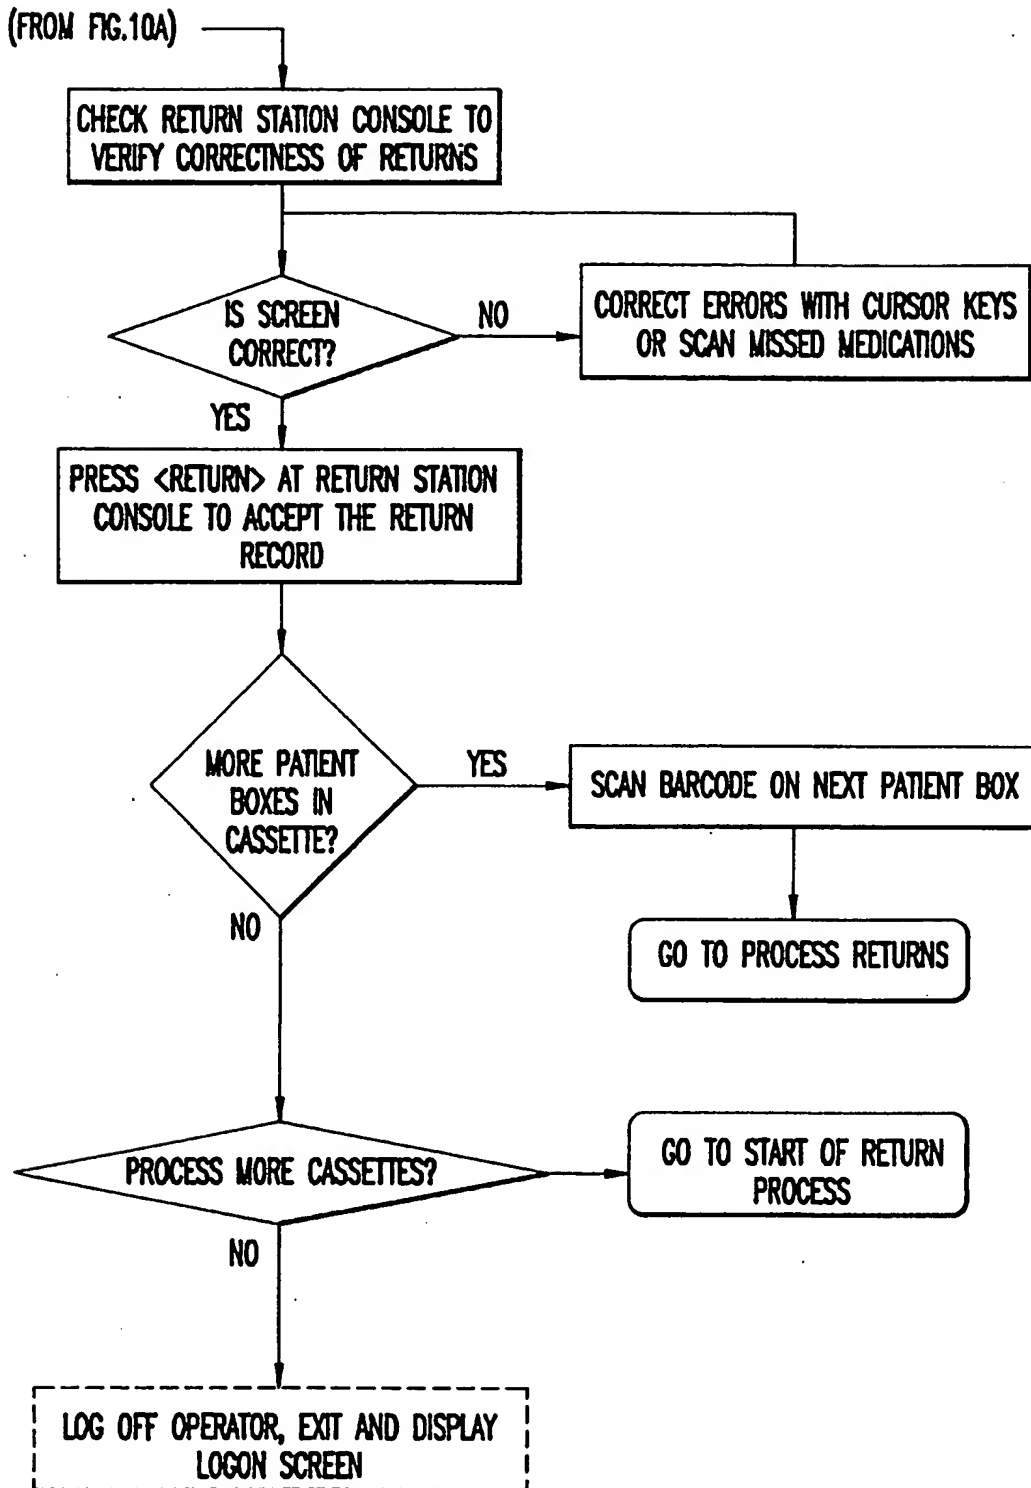 (FROM FIG.10A)
CHECK RETURN STATION CONSOLE TO
VERIFY CORRECTNESS OF RETURNS
IS SCREEN
CORRECT?
NO
CORRECT ERRORS WITH CURSOR KEYS
OR SCAN MISSED MEDICATIONS
YES
PRESS <RETURN> AT RETURN STATION
CONSOLE TO ACCEPT THE RETURN
RECORD
MORE PATIENT
BOXES IN
CASSETTE?
YES
SCAN BARCODE ON NEXT PATIENT BOX
NO
GO TO PROCESS RETURNS
PROCESS MORE CASSETTES?
GO TO START OF RETURN
PROCESS
NO
LOG OFF OPERATOR, EXIT AND DISPLAY
LOGON SCREEN